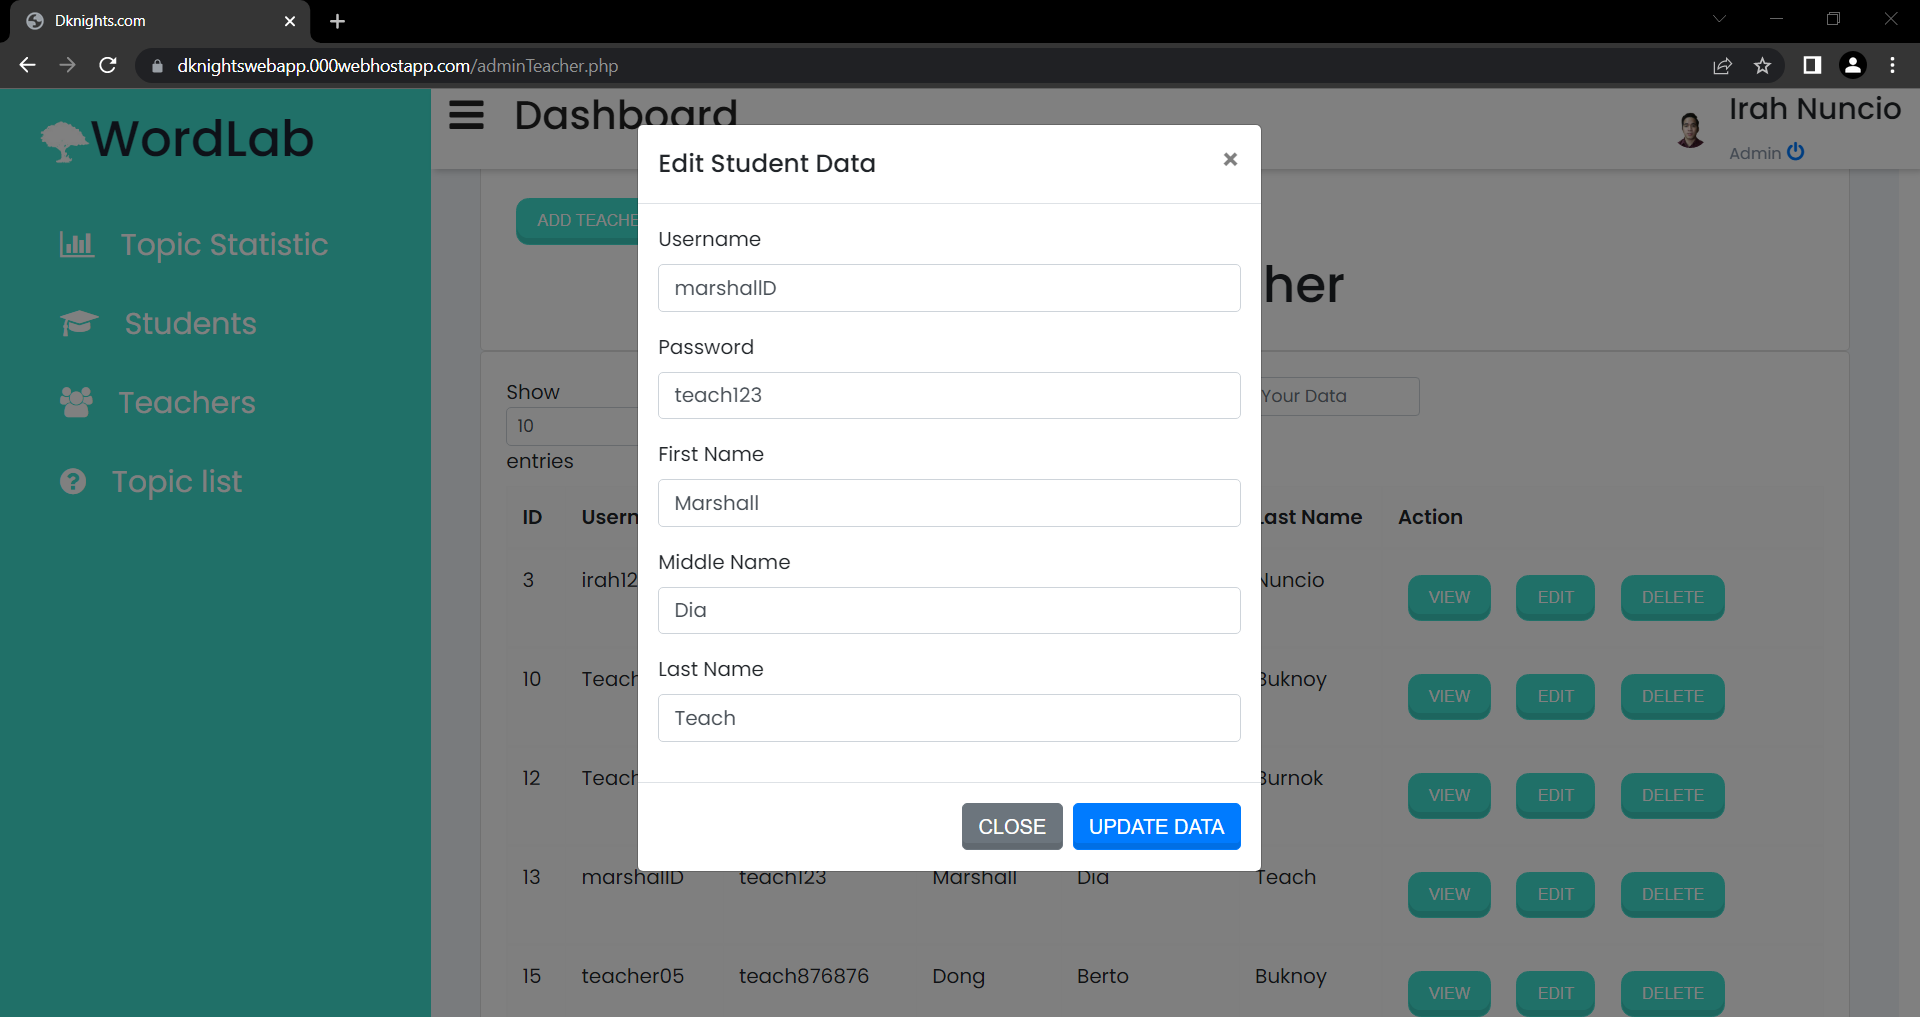 Dknights.com
dknightswebapp.000webhostapp.com/adminTeacher.php
WordLab
Dashboard
Irah Nuncio
Admin
Topic Statistic
Students
Teachers
Topic list
ADD TEACHE
her
Edit Student Data
×
Username
marshallD
Password
teach123
First Name
Marshall
Middle Name
Dia
Last Name
Teach
CLOSE UPDATE DATA
Show
10
entries
Your Data
ID Usern Last Name Action
3 irah12 Nuncio VIEW EDIT DELETE
10 Teach Buknoy VIEW EDIT DELETE
12 Teach Burnok VIEW EDIT DELETE
13 marshallD teach123 Marshall Dia Teach VIEW EDIT DELETE
15 teacher05 teach876876 Dong Berto Buknoy VIEW EDIT DELETE